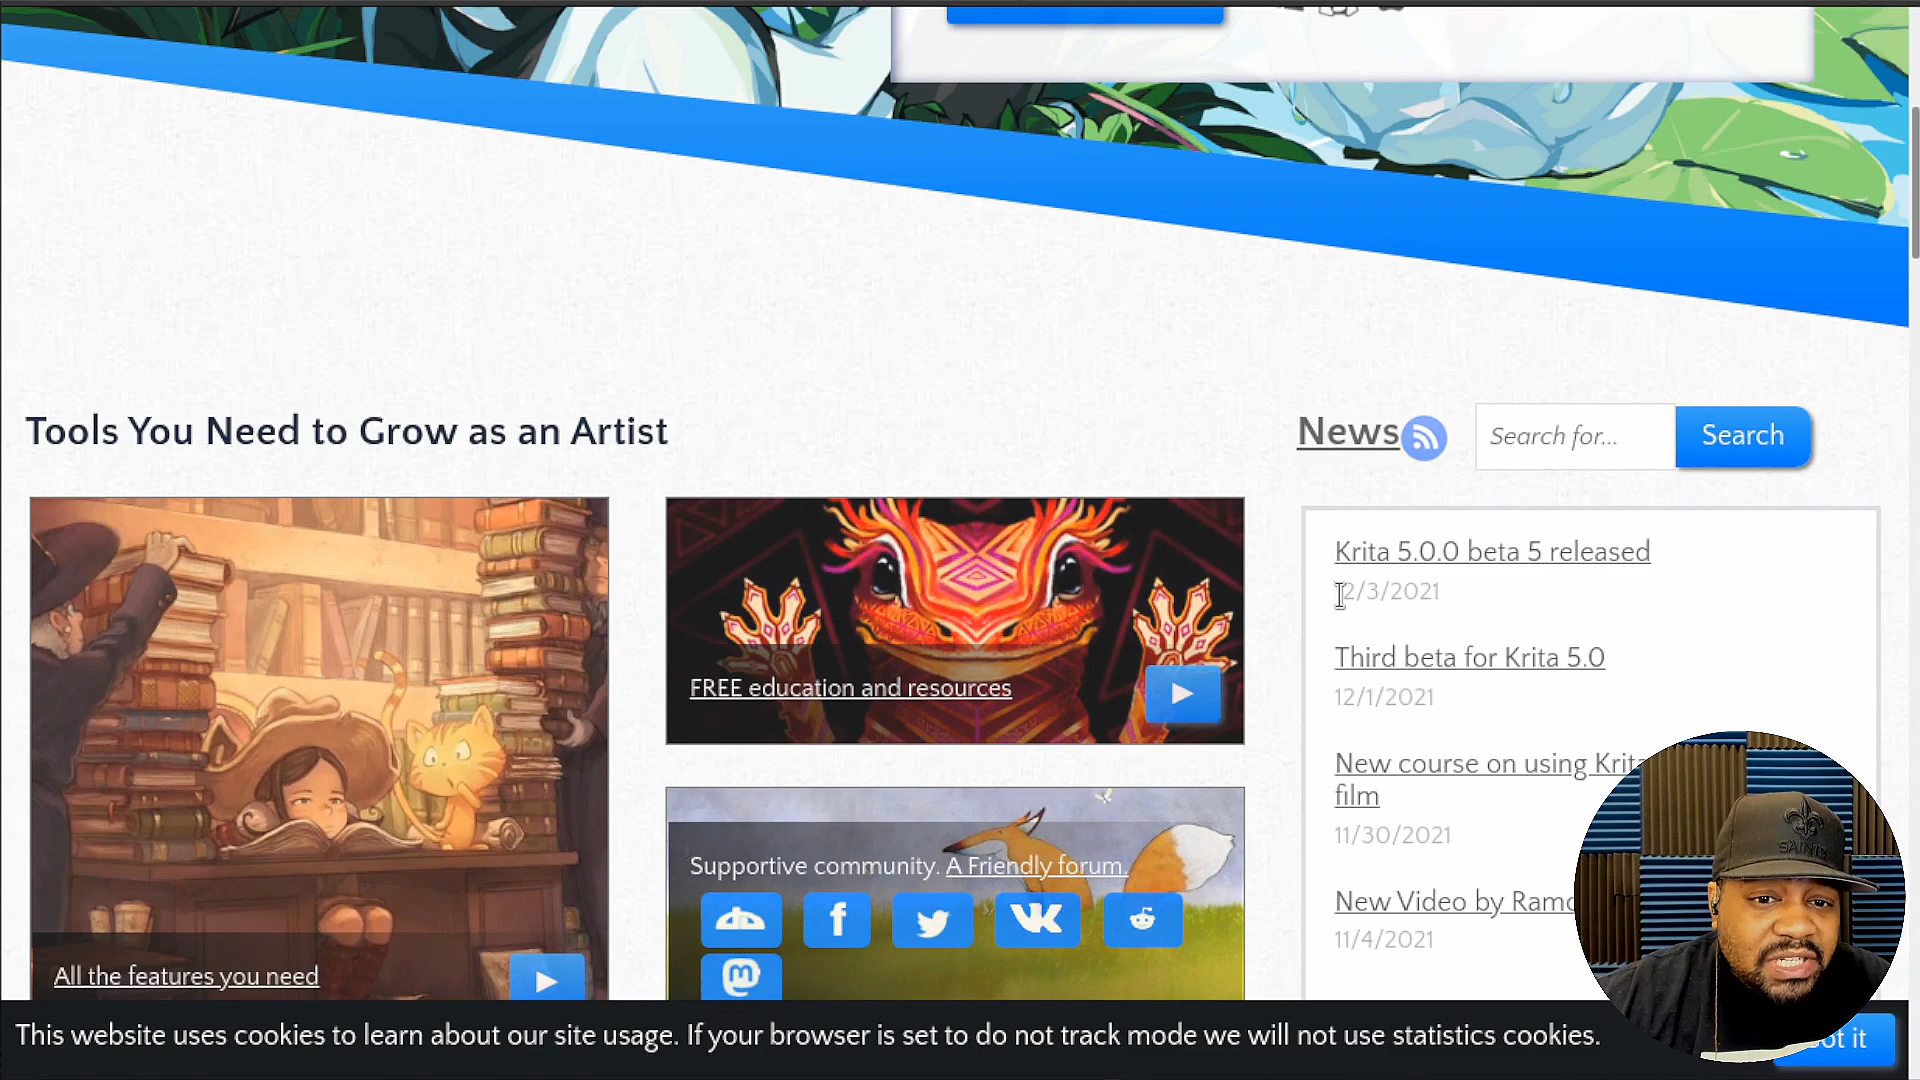 Tools You Need to Grow as an Artist
News
Search for...
Search
Krita 5.0.0 beta 5 released
12/3/2021
Third beta for Krita 5.0
12/1/2021
New course on using Krita
film
11/30/2021
New Video by
11/4/2021
FREE education and resources
Supportive community. A Friendly forum.
All the features you need
This website uses cookies to learn about our site usage. If your browser is set to do not track mode we will not use statistics cookies.
it
SAINTS